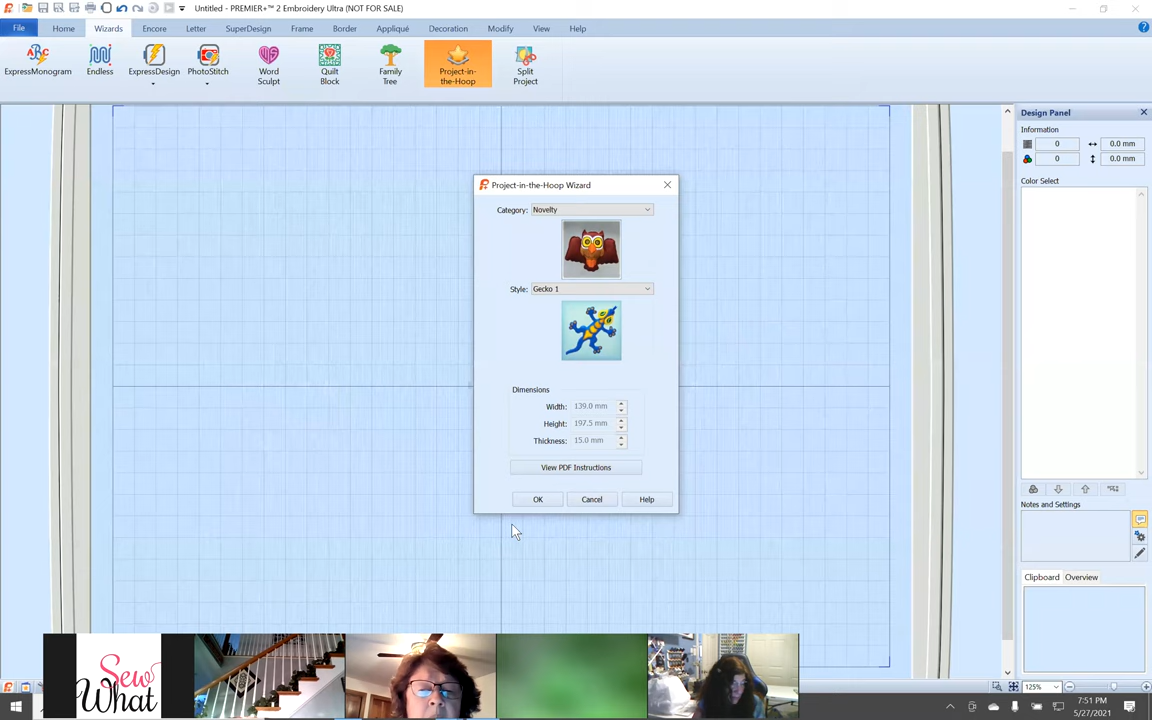 Untitled - PREMIER+™ 2 Embroidery Ultra (NOT FOR SALE)
File Home Wizards Encore Letter SuperDesign Frame Border Appliqué Decoration Modify View Help
ExpressMonogram
Endless
ExpressDesign
PhotoStitch
Word Sculpt
Quilt Block
Family Tree
Project-in-the-Hoop
Split Project
Project-in-the-Hoop Wizard
Category: Novelty
Style: Gecko 1
Dimensions
Width: 139.0 mm
Height: 197.5 mm
Thickness: 15.0 mm
View PDF Instructions
OK Cancel Help
Design Panel
Information
0 0.0 mm
0 0.0 mm
Color Select
Notes and Settings
Clipboard Overview
125%
Sew
What
7:51 PM
5/27/2021